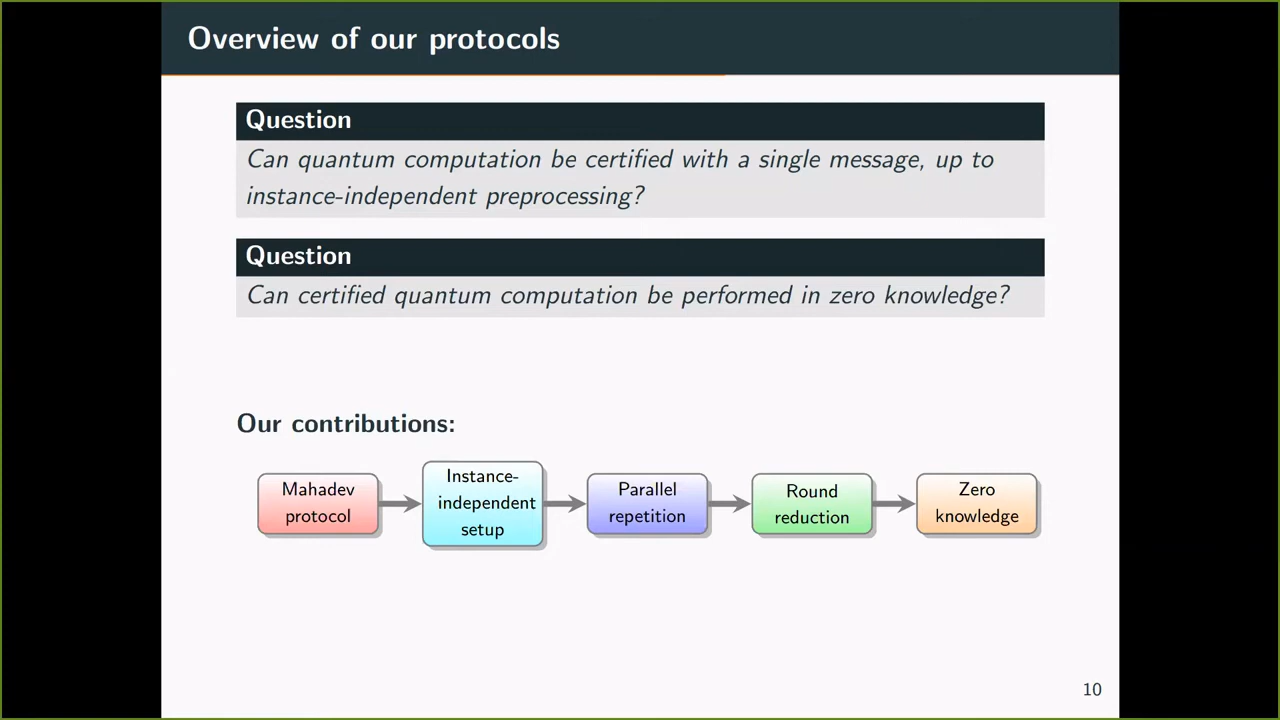 Overview of our protocols
Question
Can quantum computation be certified with a single message, up to
instance-independent preprocessing?
Question
Can certified quantum computation be performed in zero knowledge?
Our contributions:
Mahadev
protocol
Instance-
independent
setup
Parallel
repetition
Round
reduction
Zero
knowledge
10